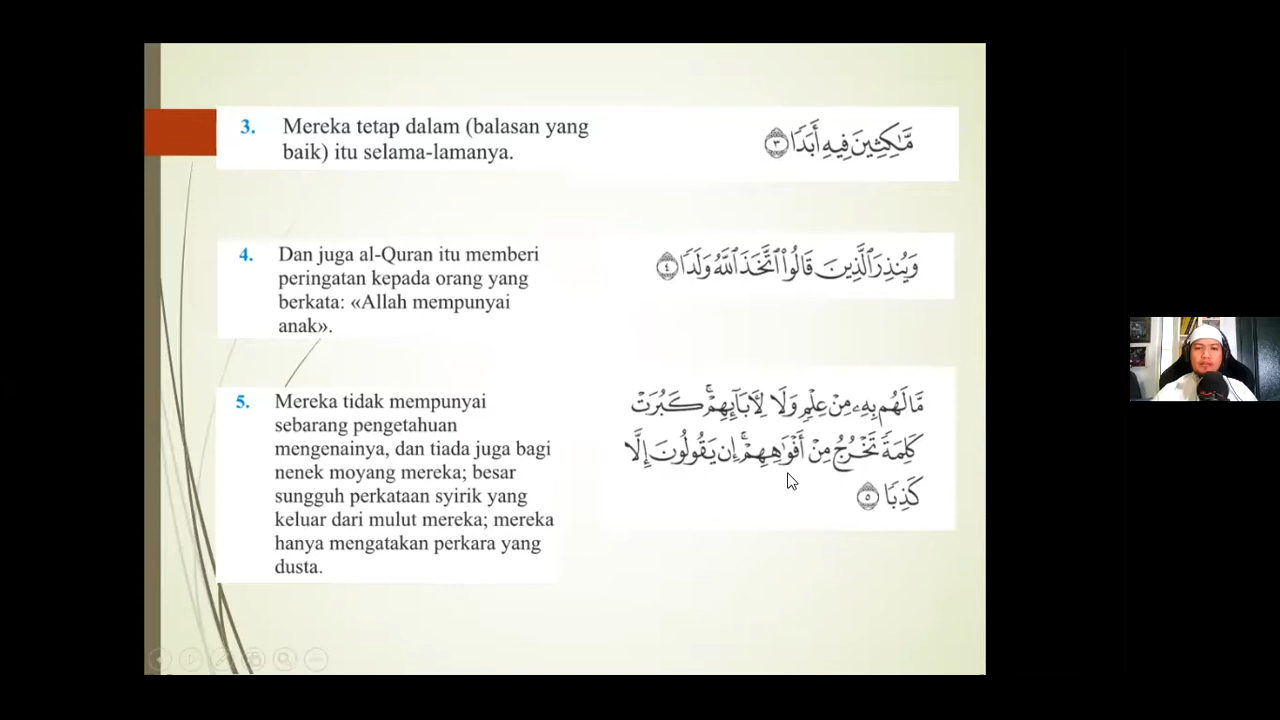 3. Mereka tetap dalam (balasan yang
baik) itu selama-lamanya.
مَّٰكِثِينَ فِيهِ أَبَدٗا ٣
4. Dan juga al-Quran itu memberi
peringatan kepada orang yang
berkata: «Allah mempunyai
anak».
وَيُنذِرَ ٱلَّذِينَ قَالُواْ ٱتَّخَذَ ٱللَّهُ وَلَدٗا ٤
5. Mereka tidak mempunyai
sebarang pengetahuan
mengenainya, dan tiada juga bagi
nenek moyang mereka; besar
sungguh perkataan syirik yang
keluar dari mulut mereka; mereka
hanya mengatakan perkara yang
dusta.
مَّا لَهُم بِهِۦ مِنۡ عِلۡمٖ وَلَا لِأٓبَآئِهِمۡۚ كَبُرَتۡ
كَلِمَةٗ تَخۡرُجُ مِنۡ أَفۡوَٰهِهِمۡۚ إِن يَقُولُونَ إِلَّا
كَذِبٗا ٥